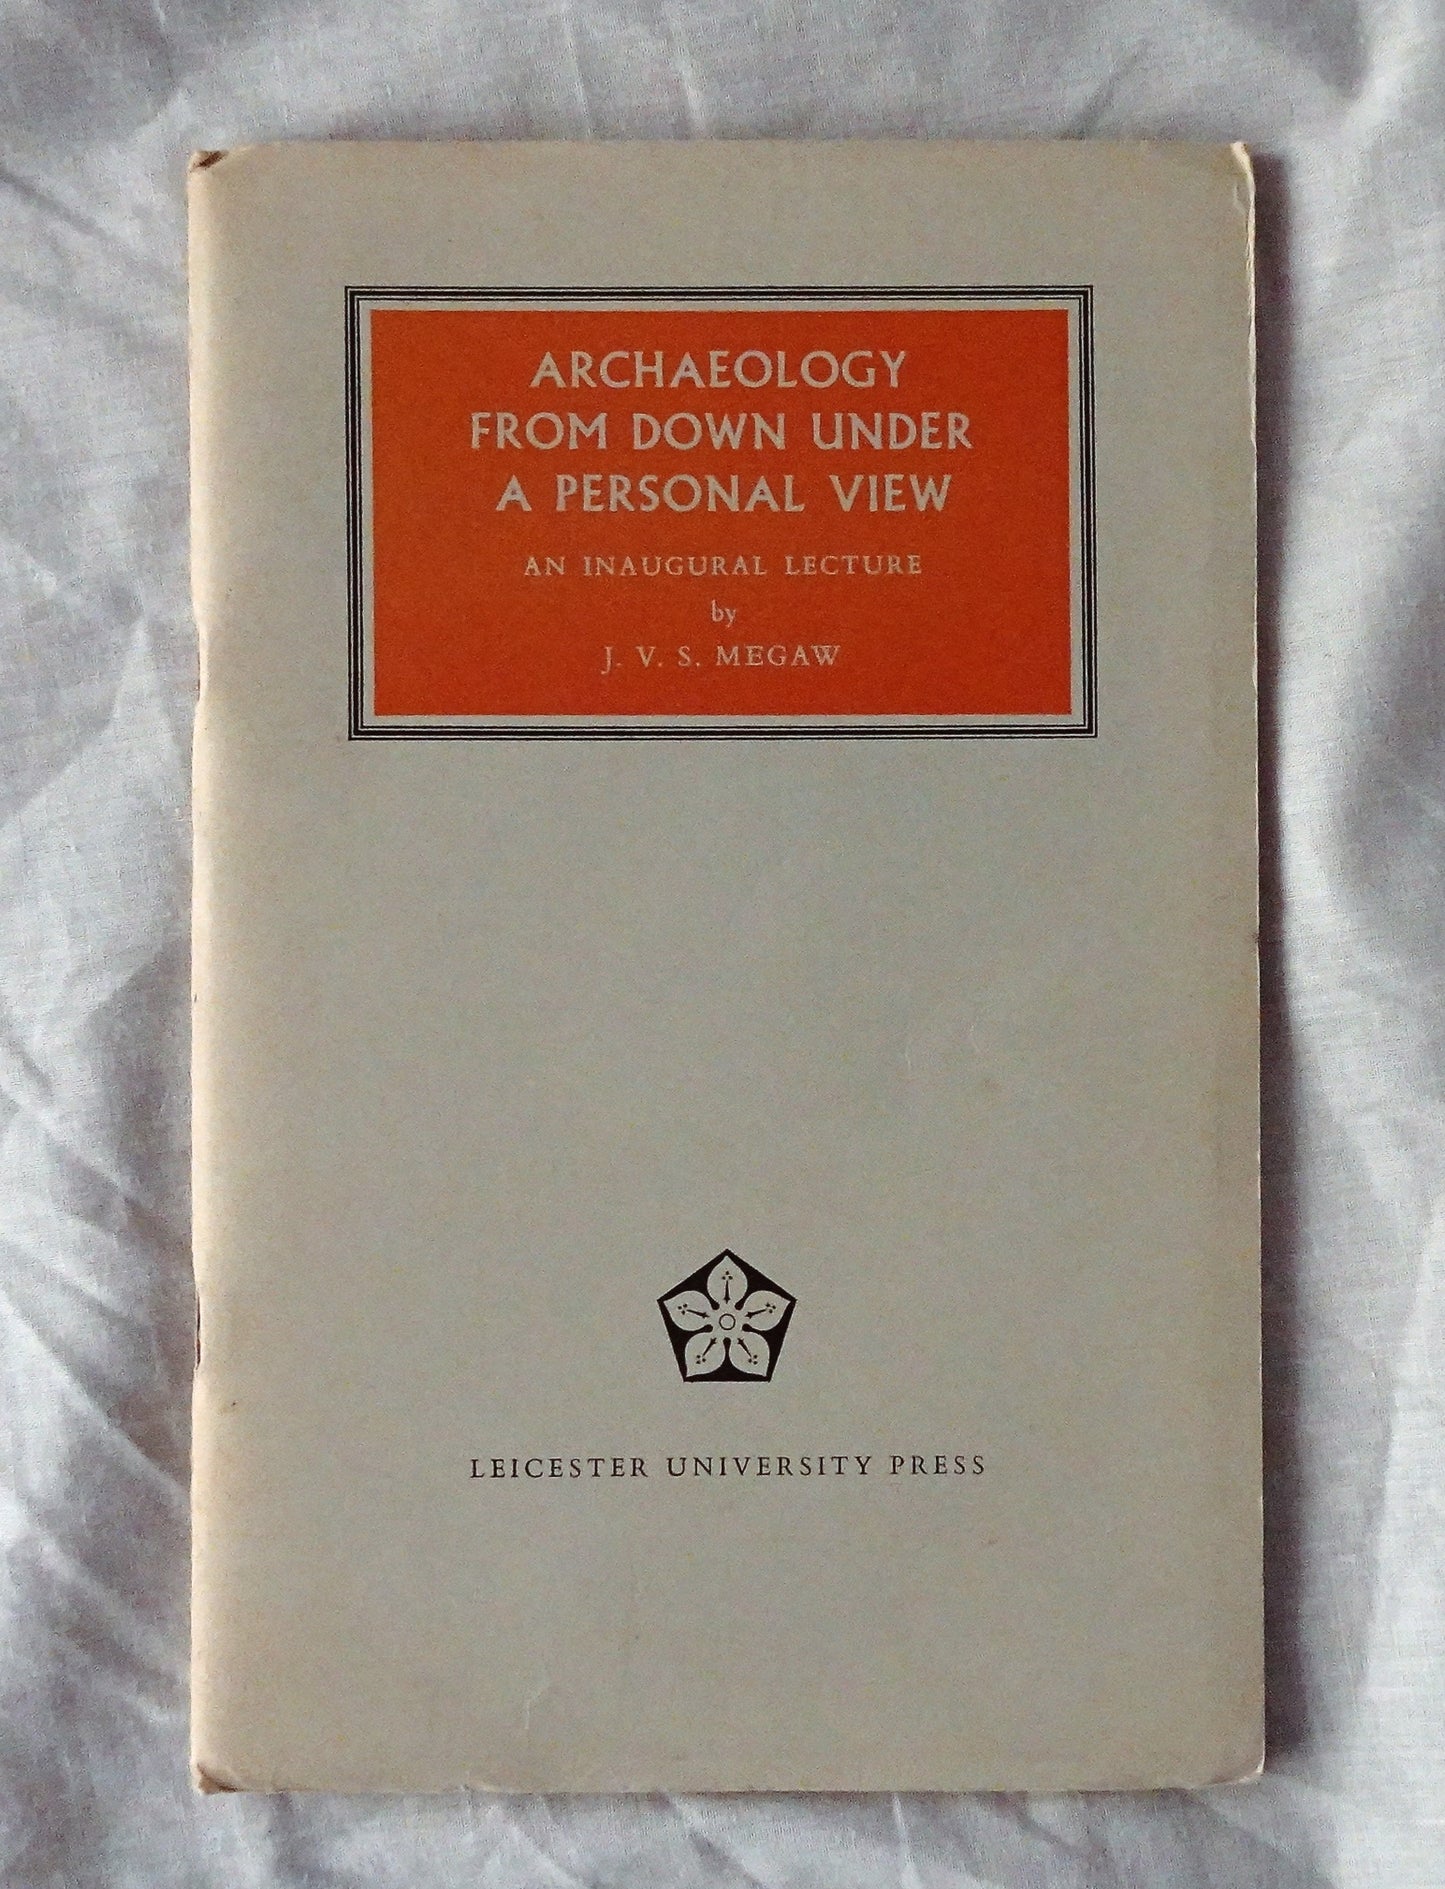 ARCHAEOLOGY
FROM DOWN UNDER
A PERSONAL VIEW
AN INAUGURAL LECTURE
by
J. V. S. MEGAW
LEICESTER UNIVERSITY PRESS